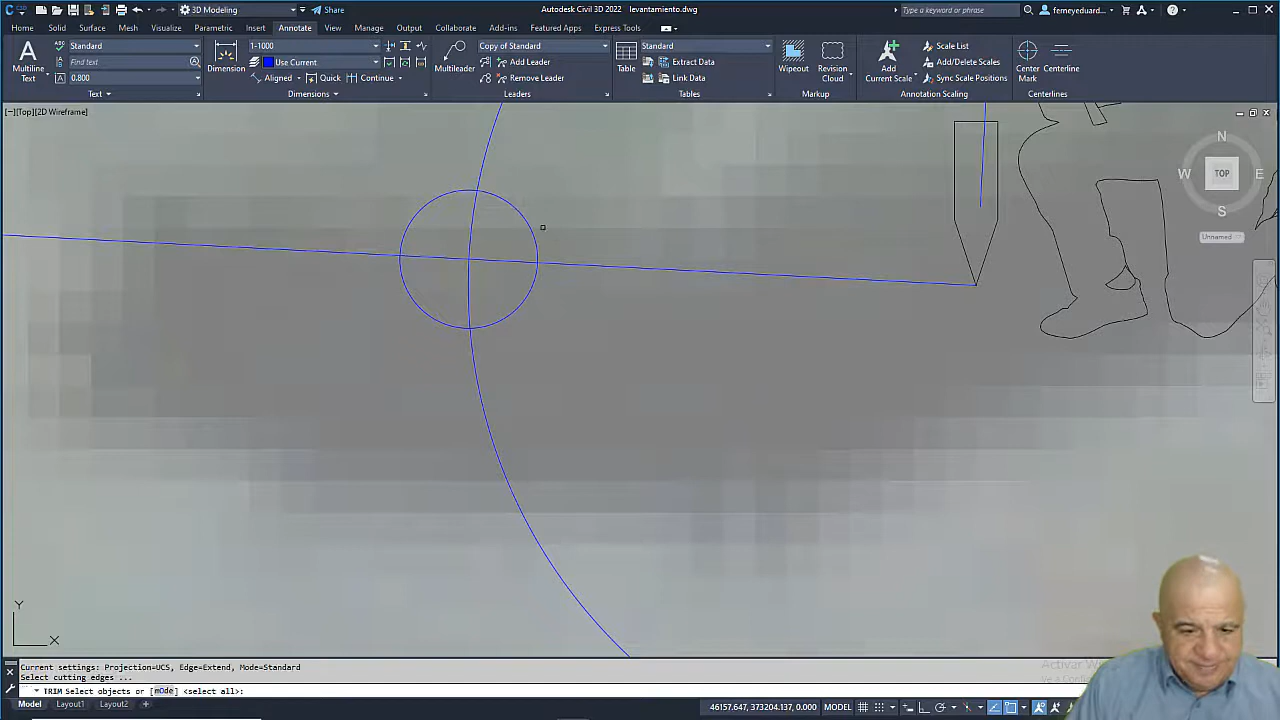 3D Modeling
Share
Autodesk Civil 3D 2022 levantamiento.dwg
Type a keyword or phrase
ferneyeduard...
Home Solid Surface Mesh Visualize Parametric Insert Annotate View Manage Output Collaborate Add-ins Featured Apps Express Tools
Multiline Text
Standard
Find text
0.800
Text
Dimension
1-1000
Use Current
Aligned Quick Continue
Dimensions
Multileader
Copy of Standard
Add Leader
Remove Leader
Leaders
Table
Standard
Extract Data
Link Data
Tables
Wipeout
Revision Cloud
Markup
Add Current Scale
Scale List
Add/Delete Scales
Sync Scale Positions
Annotation Scaling
Center Mark
Centerline
Centerlines
[−][Top][2D Wireframe]
N
W TOP E
S
Unnamed
Y
X
Current settings: Projection=UCS, Edge=Extend, Mode=Standard
Select cutting edges ...
TRIM Select objects or [mOde] <select all>:
Model Layout1 Layout2 +
46157.647, 373204.137, 0.000 MODEL